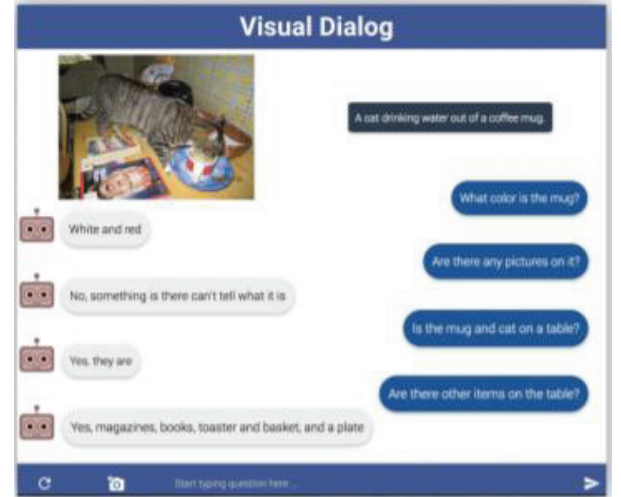 Visual Dialog
A cat drinking water out of a coffee mug.
What color is the mug?
White and red
Are there any pictures on it?
No, something is there can't tell what it is
Is the mug and cat on a table?
Yes, they are
Are there other items on the table?
Yes, magazines, books, toaster and basket, and a plate
Start typing question here ...